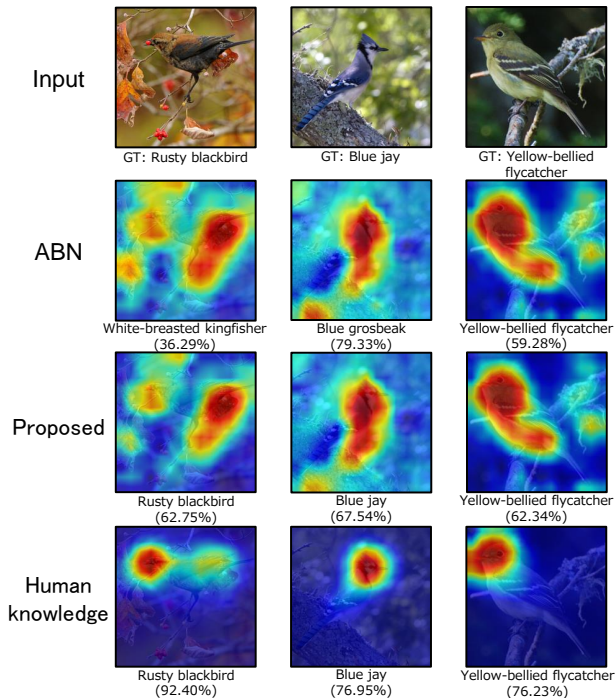 Input
GT: Rusty blackbird
GT: Blue jay
GT: Yellow-bellied
flycatcher
ABN
White-breasted kingfisher
(36.29%)
Blue grosbeak
(79.33%)
Yellow-bellied flycatcher
(59.28%)
Proposed
Rusty blackbird
(62.75%)
Blue jay
(67.54%)
Yellow-bellied flycatcher
(62.34%)
Human
knowledge
Rusty blackbird
(92.40%)
Blue jay
(76.95%)
Yellow-bellied flycatcher
(76.23%)